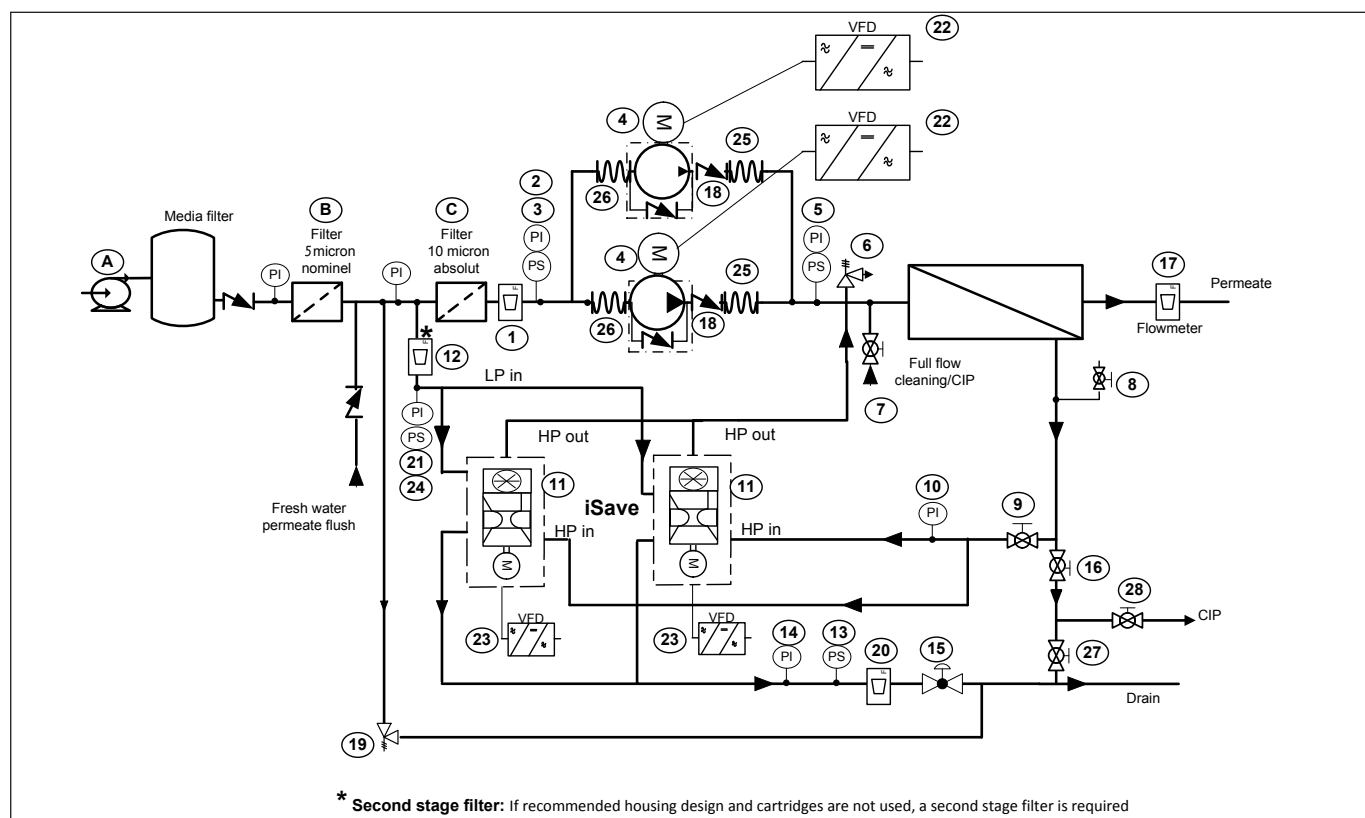 VFD
22
VFD
22
4
M
25
26
18
2
3
PI
PS
4
M
25
26
18
5
PI
PS
6
17
F
Permeate
Flowmeter
Media filter
A
B
Filter
5 micron
nominel
C
Filter
10 micron
absolut
PI
PI
F
1
*
F
12
LP in
PI
PS
21
24
Full flow
cleaning/CIP
7
8
HP out
HP out
Fresh water
permeate flush
11
iSave
11
HP in
HP in
M
M
10
PI
9
16
28
CIP
27
VFD
23
VFD
23
14
PI
13
PS
20
F
15
Drain
19
* Second stage filter: If recommended housing design and cartridges are not used, a second stage filter is required